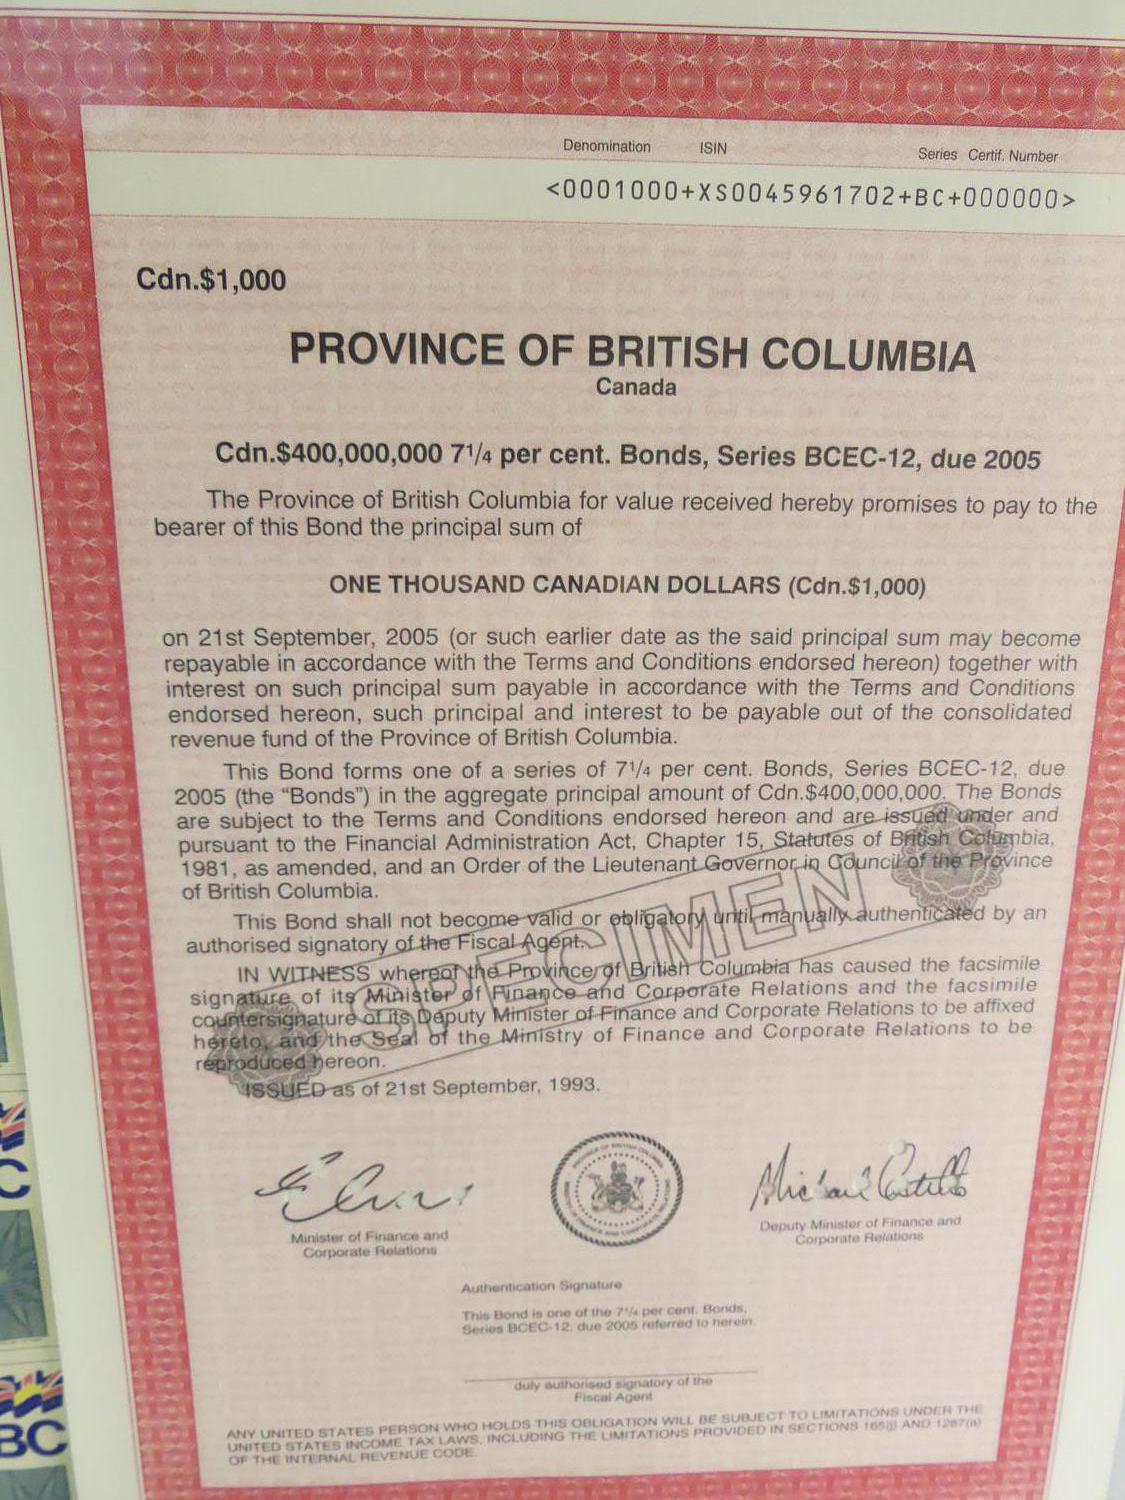 Denomination ISIN Series Certif. Number
<0001000+XS0045961702+BC+000000>
Cdn.$1,000
PROVINCE OF BRITISH COLUMBIA
Canada
Cdn.$400,000,000 7¼ per cent. Bonds, Series BCEC-12, due 2005
The Province of British Columbia for value received hereby promises to pay to the
bearer of this Bond the principal sum of
ONE THOUSAND CANADIAN DOLLARS (Cdn.$1,000)
on 21st September, 2005 (or such earlier date as the said principal sum may become
repayable in accordance with the Terms and Conditions endorsed hereon) together with
interest on such principal sum payable in accordance with the Terms and Conditions
endorsed hereon, such principal and interest to be payable out of the consolidated
revenue fund of the Province of British Columbia.
This Bond forms one of a series of 7¼ per cent. Bonds, Series BCEC-12, due
2005 (the “Bonds”) in the aggregate principal amount of Cdn.$400,000,000. The Bonds
are subject to the Terms and Conditions endorsed hereon and are issued under and
pursuant to the Financial Administration Act, Chapter 15, Statutes of British Columbia,
1981, as amended, and an Order of the Lieutenant Governor in Council of the Province
of British Columbia.
This Bond shall not become valid or obligatory until manually authenticated by an
authorised signatory of the Fiscal Agent.
SPECIMEN
IN WITNESS whereof the Province of British Columbia has caused the facsimile
signature of its Minister of Finance and Corporate Relations and the facsimile
countersignature of its Deputy Minister of Finance and Corporate Relations to be affixed
hereto, and the Seal of the Ministry of Finance and Corporate Relations to be
reproduced hereon.
ISSUED as of 21st September, 1993.
Minister of Finance and
Corporate Relations
Deputy Minister of Finance and
Corporate Relations
Authentication Signature
This Bond is one of the 7¼ per cent. Bonds,
Series BCEC-12, due 2005 referred to herein.
duly authorised signatory of the
Fiscal Agent
ANY UNITED STATES PERSON WHO HOLDS THIS OBLIGATION WILL BE SUBJECT TO LIMITATIONS UNDER THE
UNITED STATES INCOME TAX LAWS, INCLUDING THE LIMITATIONS PROVIDED IN SECTIONS 165(j) AND 1287(a)
OF THE INTERNAL REVENUE CODE.
C
BC